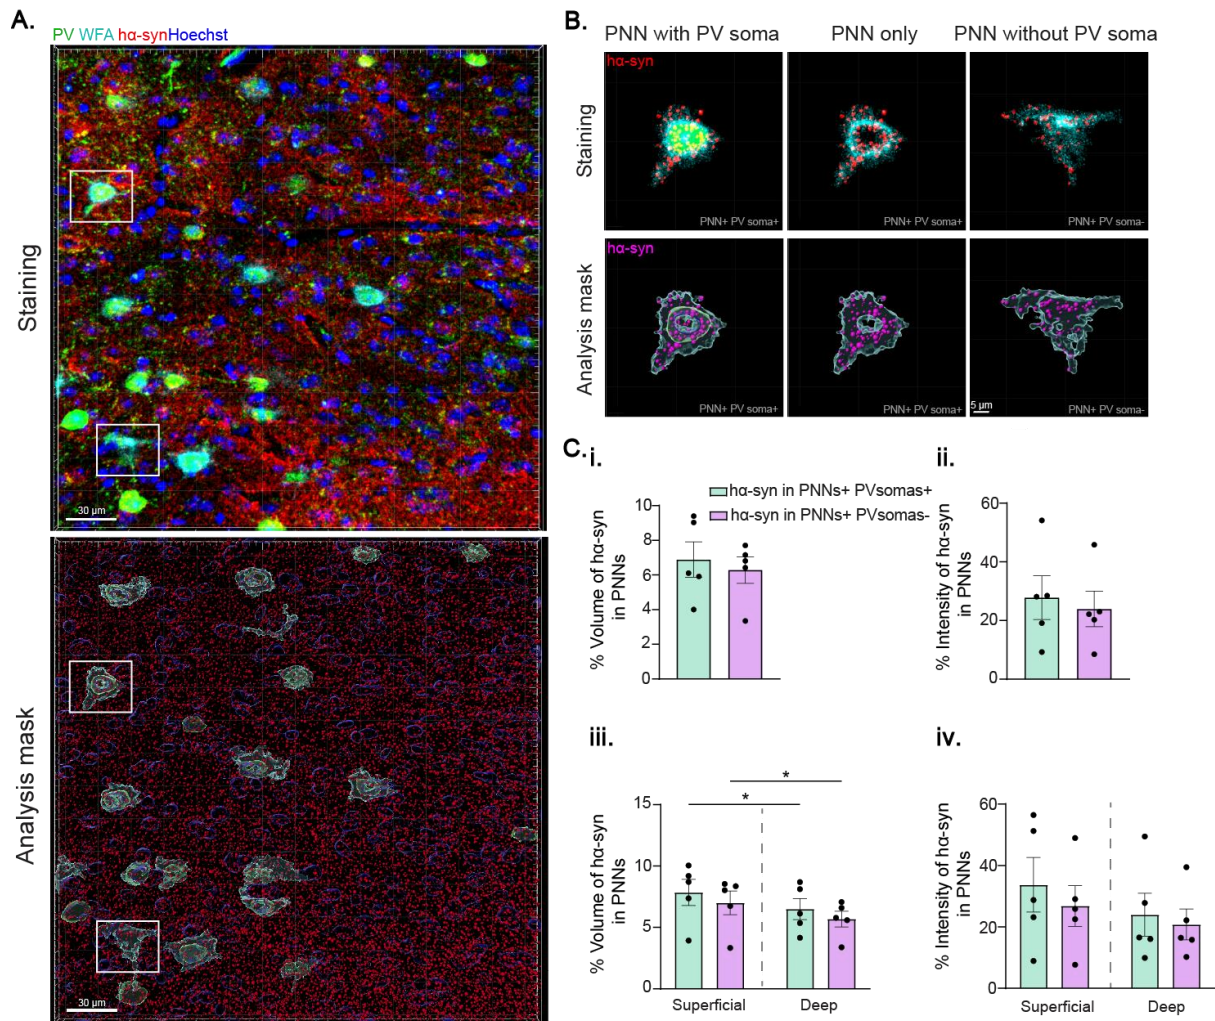 A.
PV WFA hα-synHoechst
Staining
30 µm
Analysis mask
30 µm
B.
PNN with PV soma
PNN only
PNN without PV soma
Staining
hα-syn
PNN+ PV soma+
PNN+ PV soma+
PNN+ PV soma-
Analysis mask
hα-syn
PNN+ PV soma+
PNN+ PV soma+
5 µm
PNN+ PV soma-
C.
i.
hα-syn in PNNs+ PVsomas+
hα-syn in PNNs+ PVsomas-
% Volume of hα-syn
in PNNs
10
8
6
4
2
0
ii.
% Intensity of hα-syn
in PNNs
60
40
20
0
iii.
% Volume of hα-syn
in PNNs
15
10
5
0
*
*
Superficial
Deep
iv.
% Intensity of hα-syn
in PNNs
60
40
20
0
Superficial
Deep